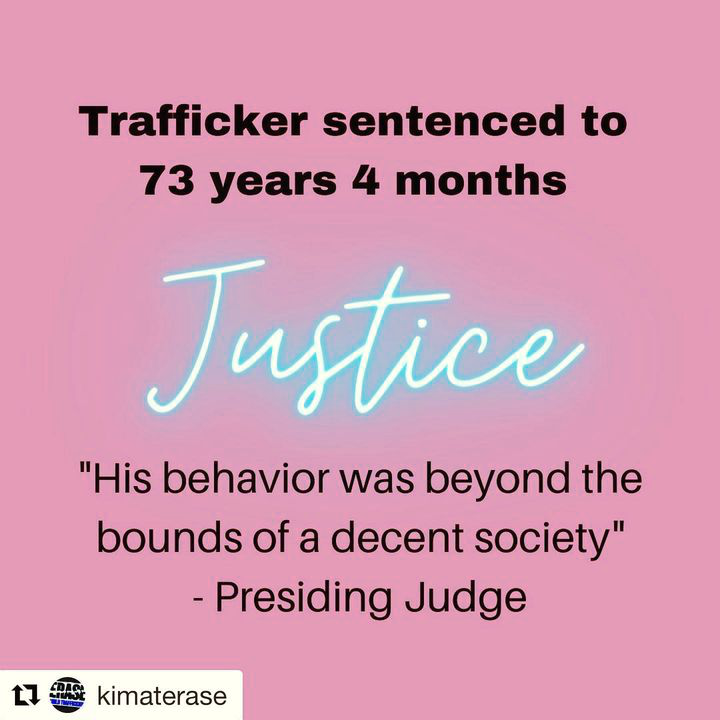 Trafficker sentenced to
73 years 4 months
Justice
"His behavior was beyond the
bounds of a decent society"
- Presiding Judge
ERASE
kimaterase